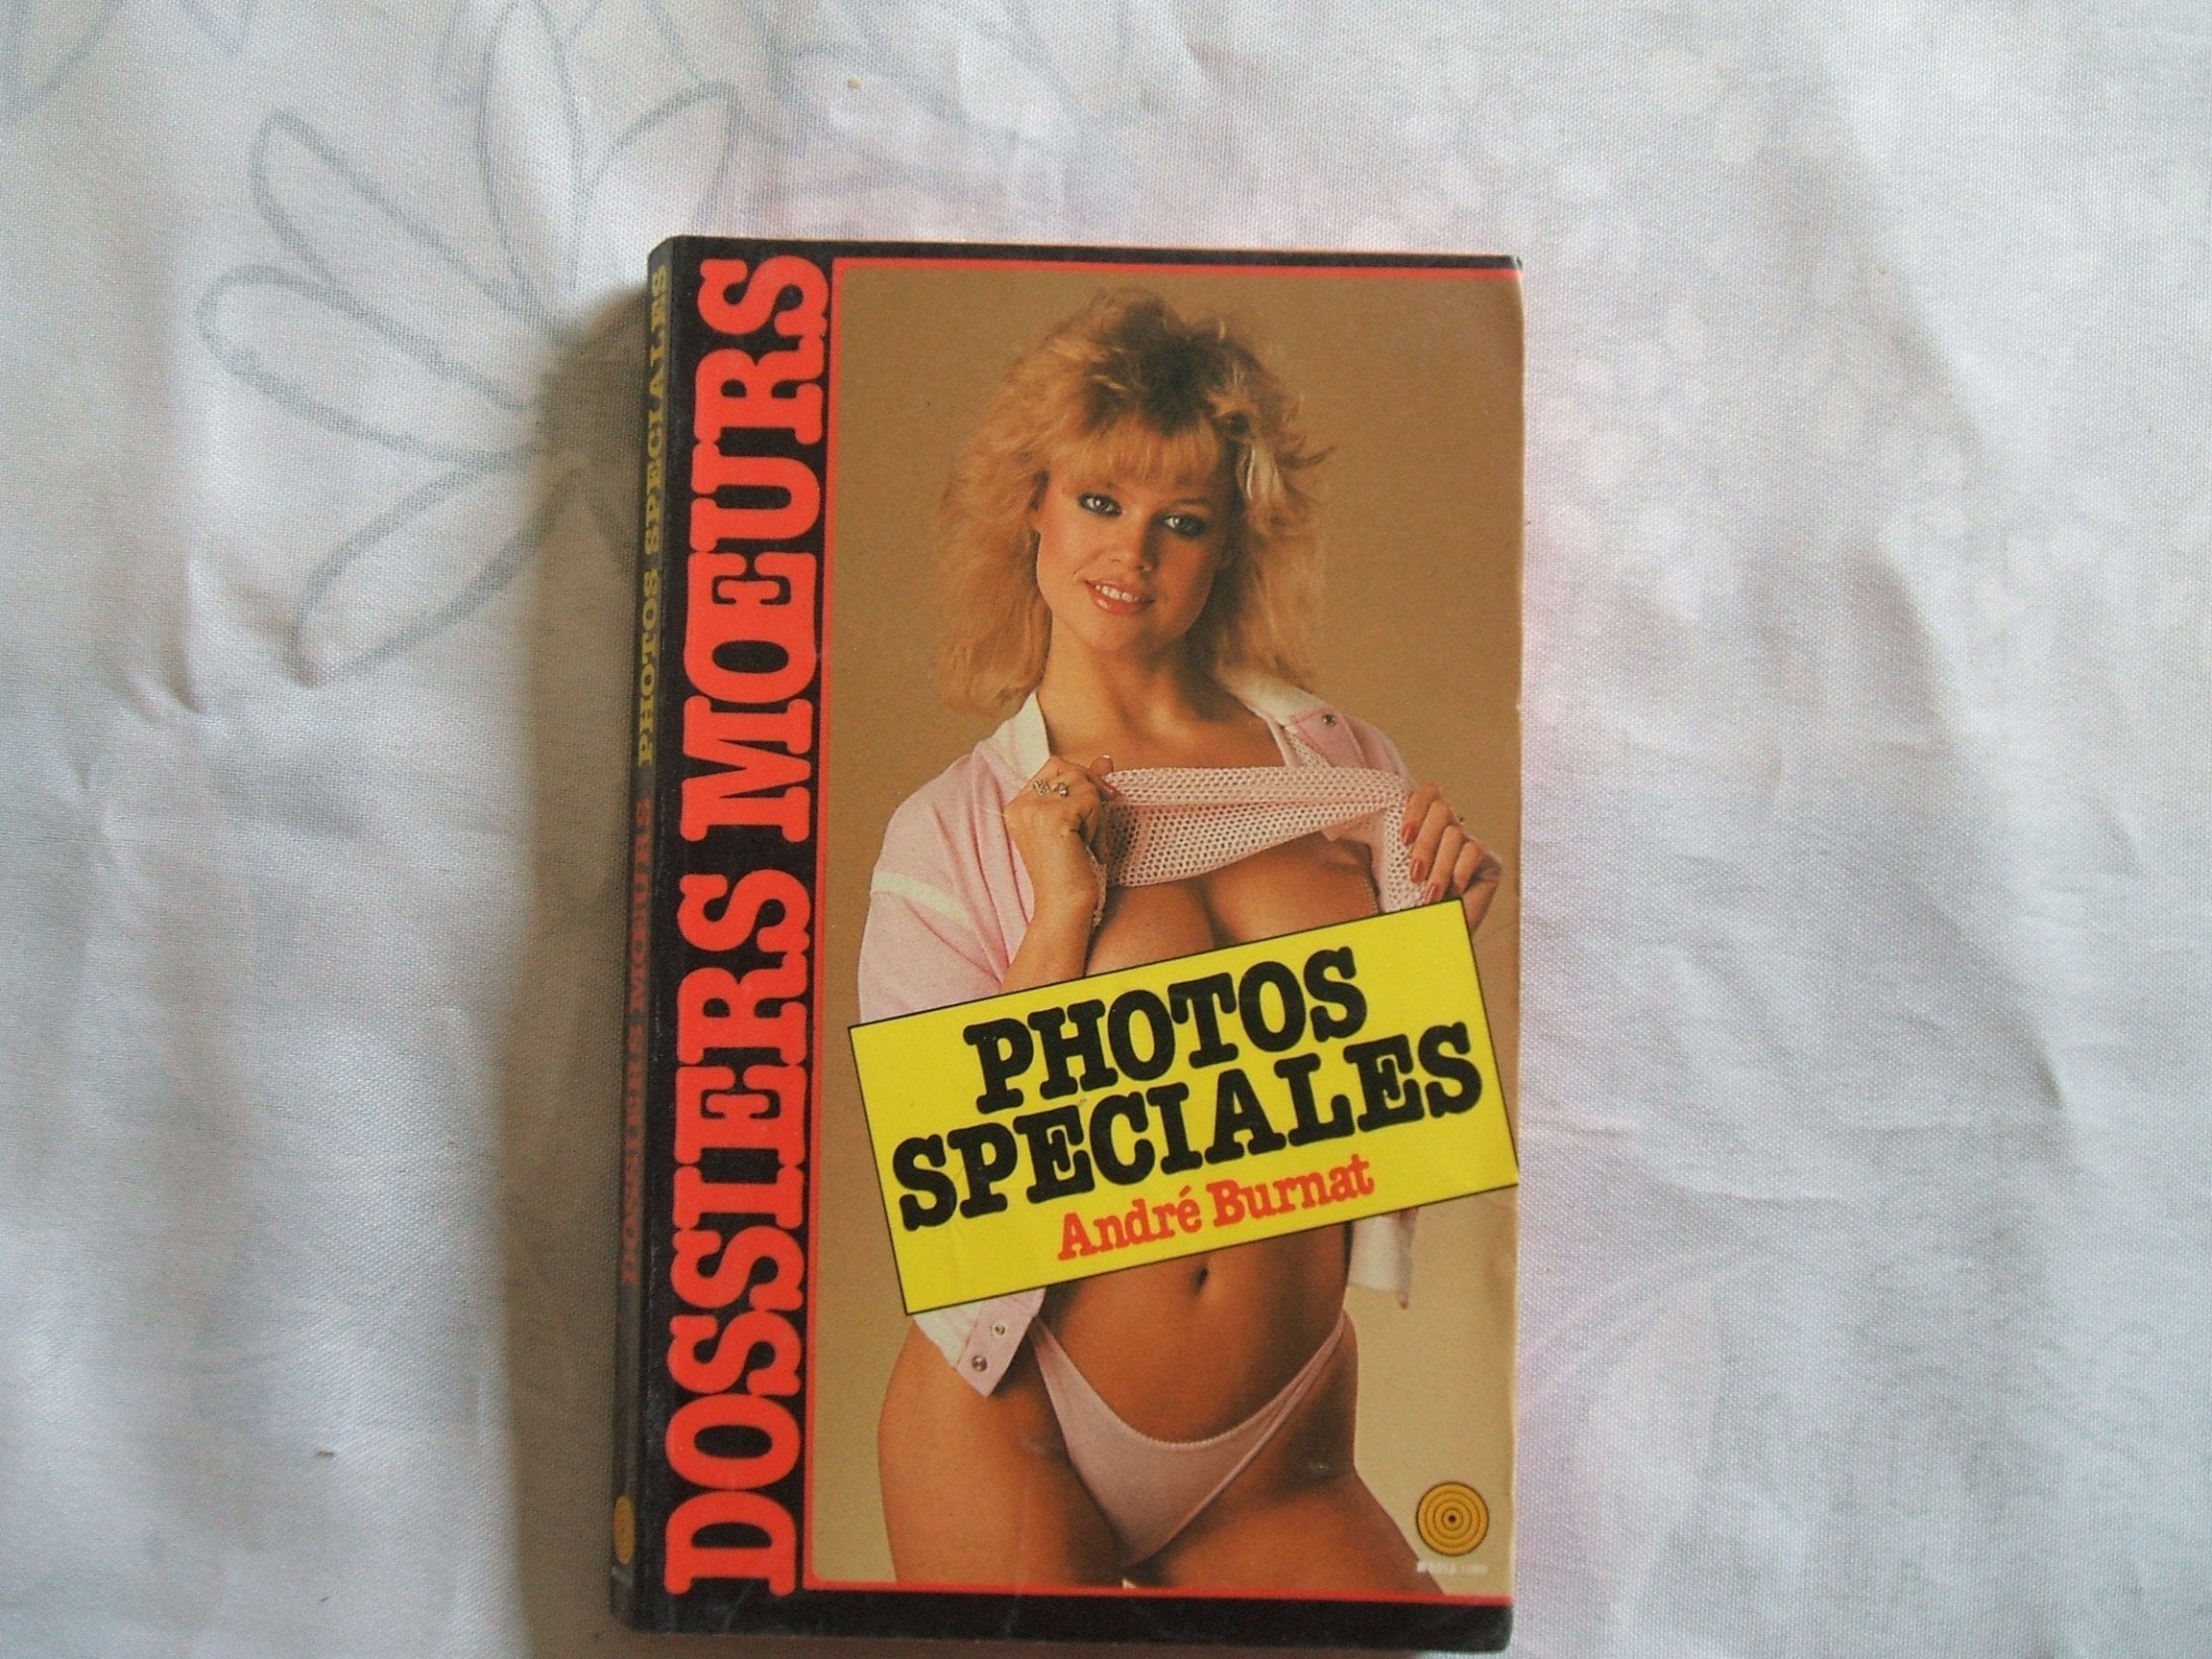 DOSSIERS MŒURS PHOTOS SPECIALES
DOSSIERS MŒURS
PHOTOS
SPECIALES
André Burnat